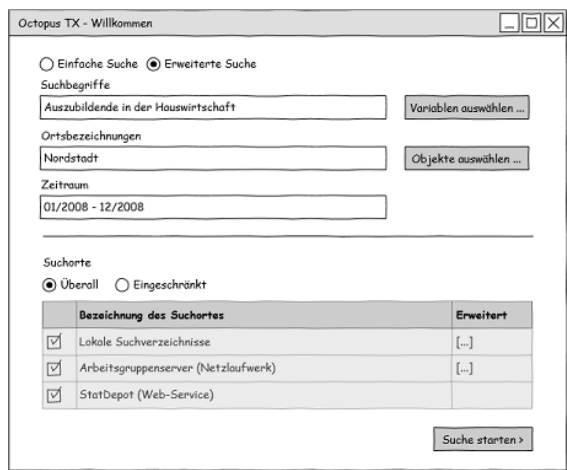 Octopus TX - Willkommen
Einfache Suche Erweiterte Suche
Suchbegriffe
Auszubildende in der Hauswirtschaft Variablen auswählen ...
Ortsbezeichnungen
Nordstadt Objekte auswählen ...
Zeitraum
01/2008 - 12/2008
Suchorte
Überall Eingeschränkt
Bezeichnung des Suchortes Erweitert
Lokale Suchverzeichnisse [...]
Arbeitsgruppenserver (Netzlaufwerk) [...]
StatDepot (Web-Service)
Suche starten >